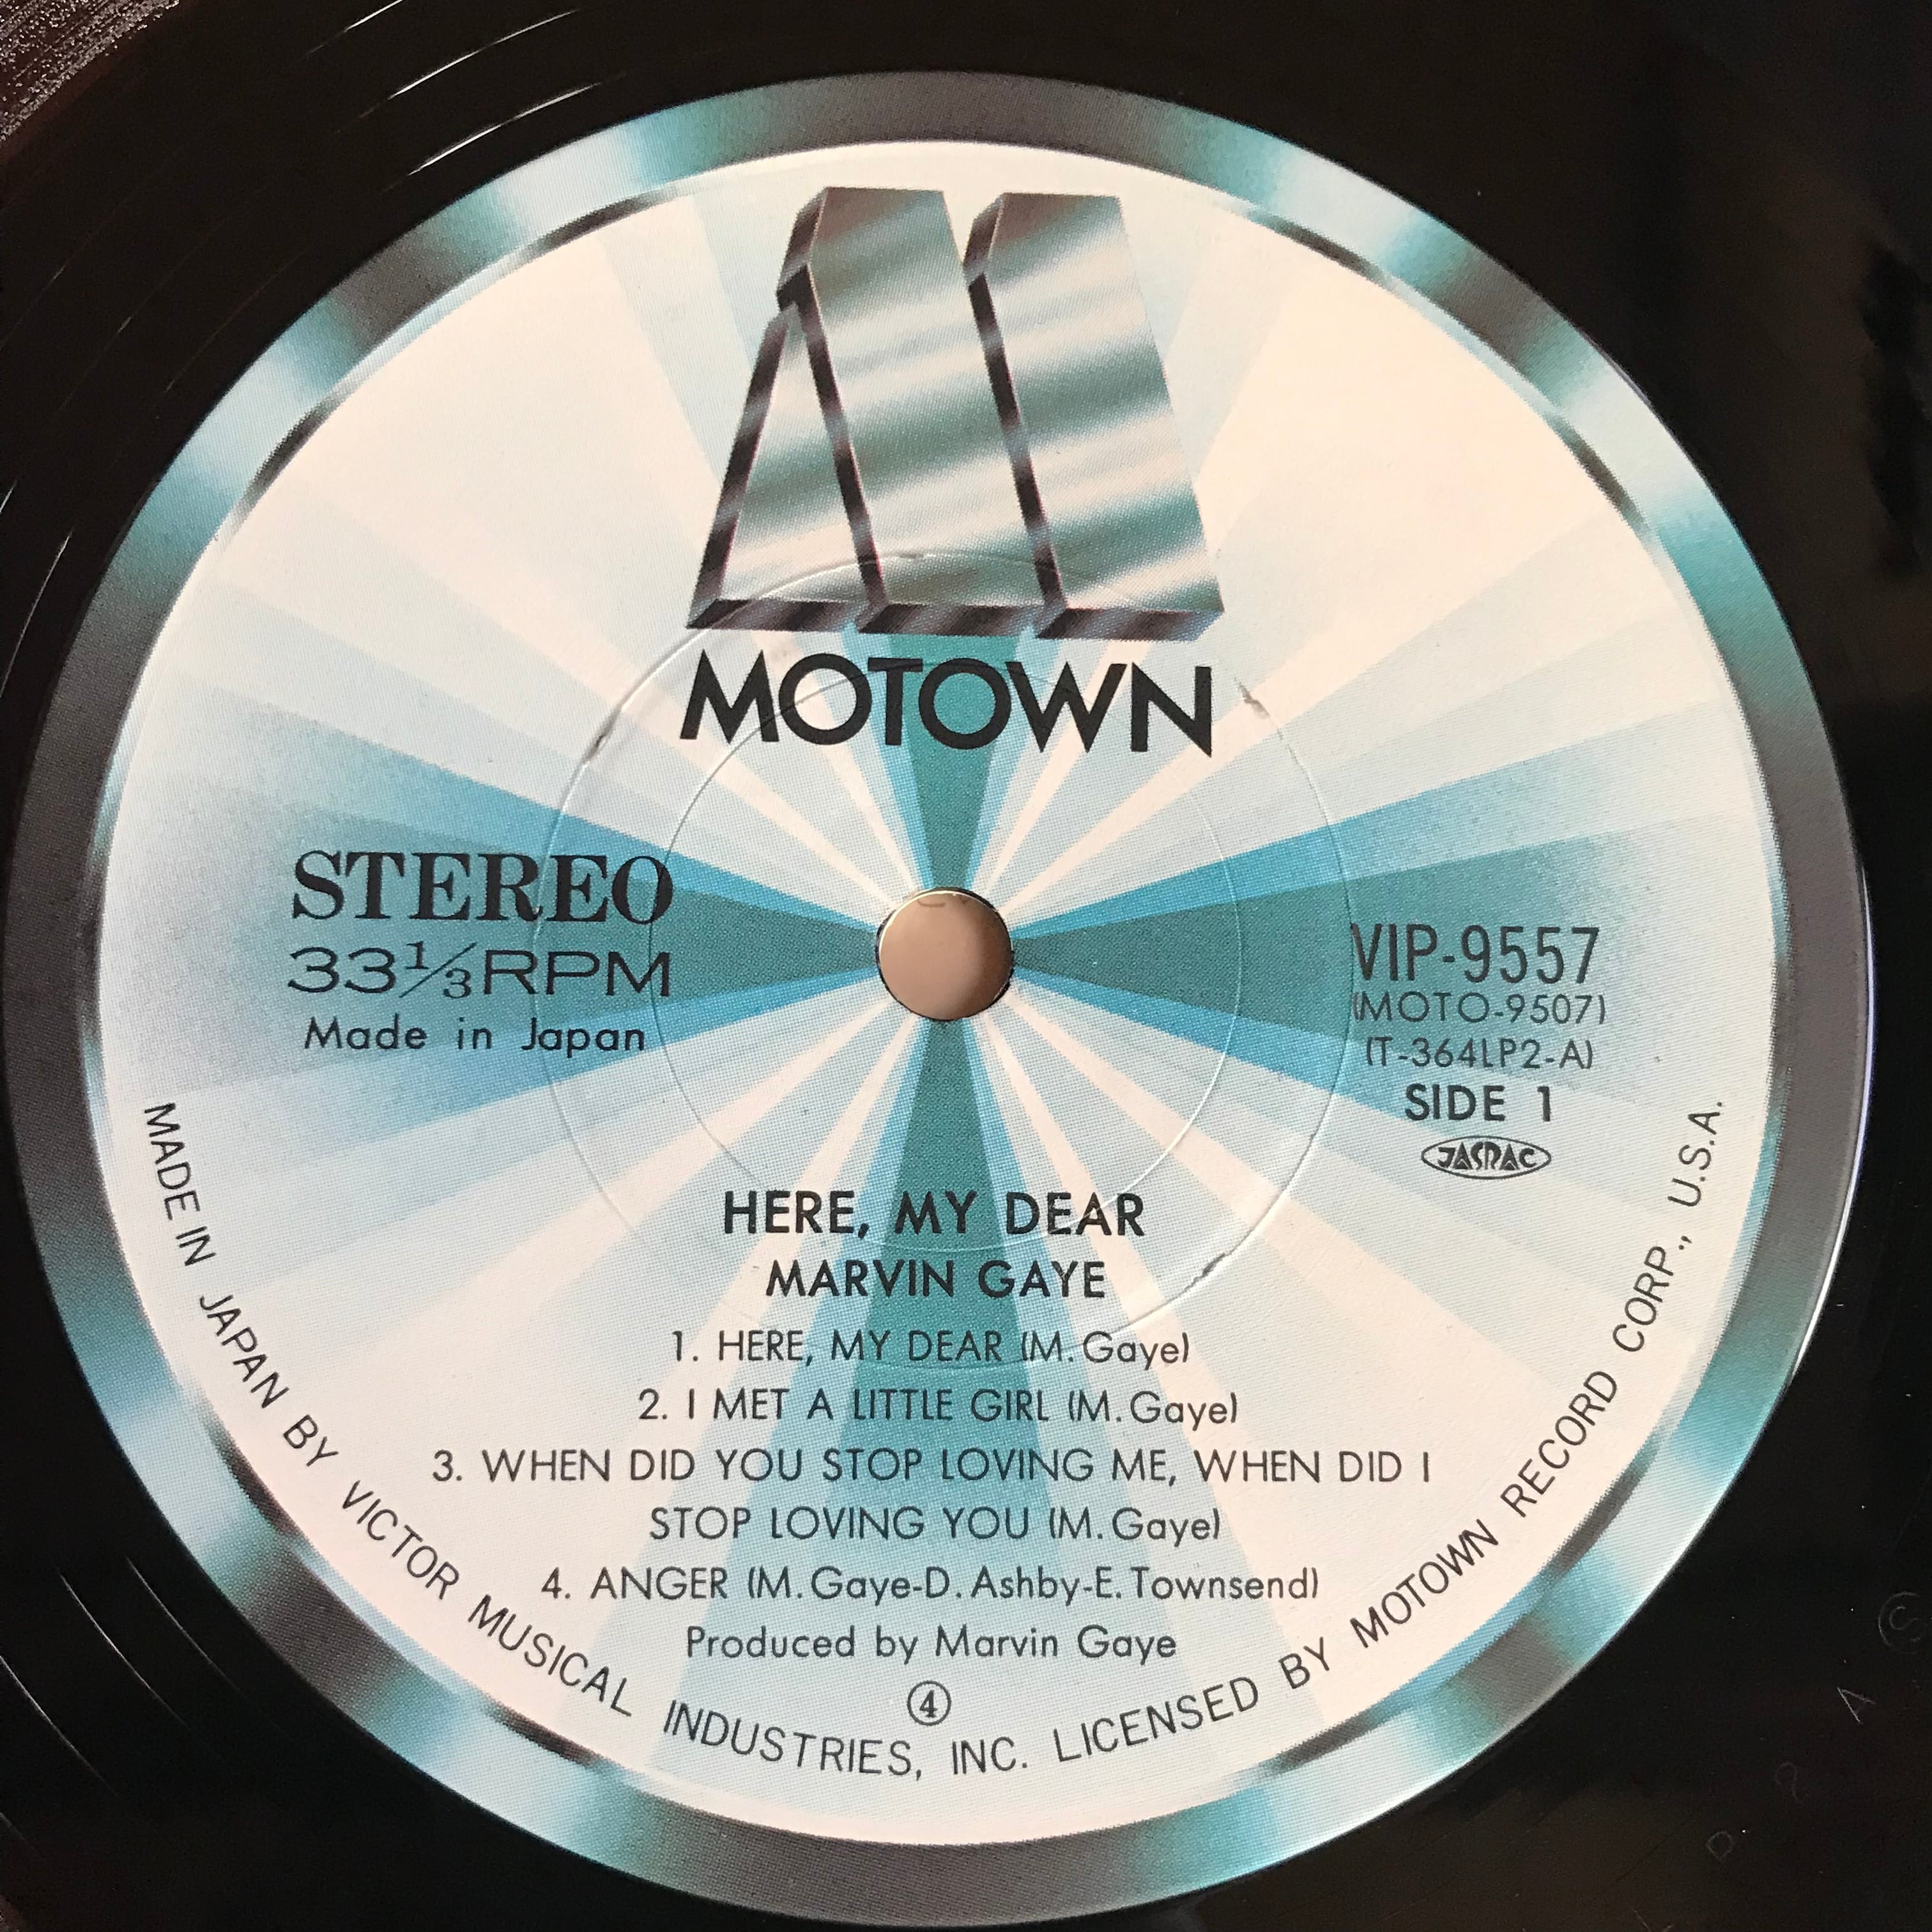 MOTOWN
STEREO
33⅓RPM
Made in Japan
VIP-9557
(MOTO-9507)
(T-364LP2-A)
SIDE 1
JASRAC
HERE, MY DEAR
MARVIN GAYE
1. HERE, MY DEAR (M. Gaye)
2. I MET A LITTLE GIRL (M. Gaye)
3. WHEN DID YOU STOP LOVING ME, WHEN DID I
STOP LOVING YOU (M. Gaye)
4. ANGER (M. Gaye-D. Ashby-E. Townsend)
Produced by Marvin Gaye
④
MADE IN JAPAN BY VICTOR MUSICAL INDUSTRIES, INC. LICENSED BY MOTOWN RECORD CORP., U.S.A.